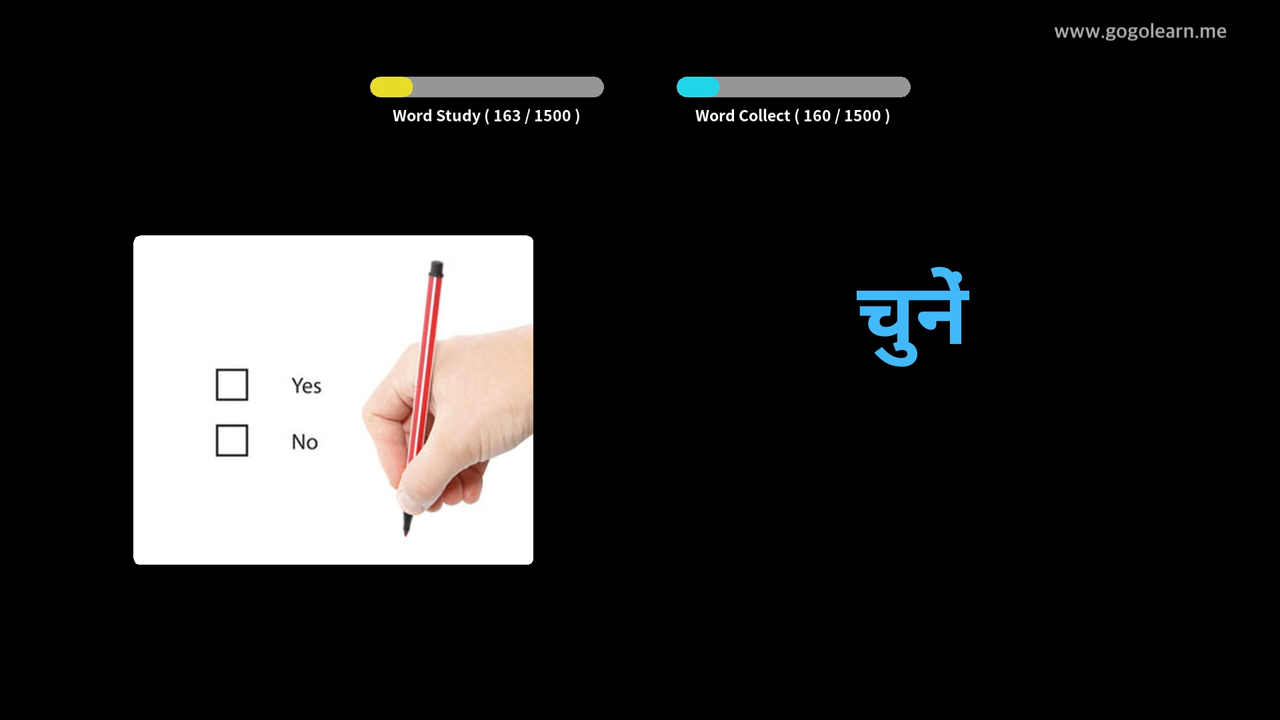 www.gogolearn.me
Word Study ( 163 / 1500 )
Word Collect ( 160 / 1500 )
चुनें
Yes
No